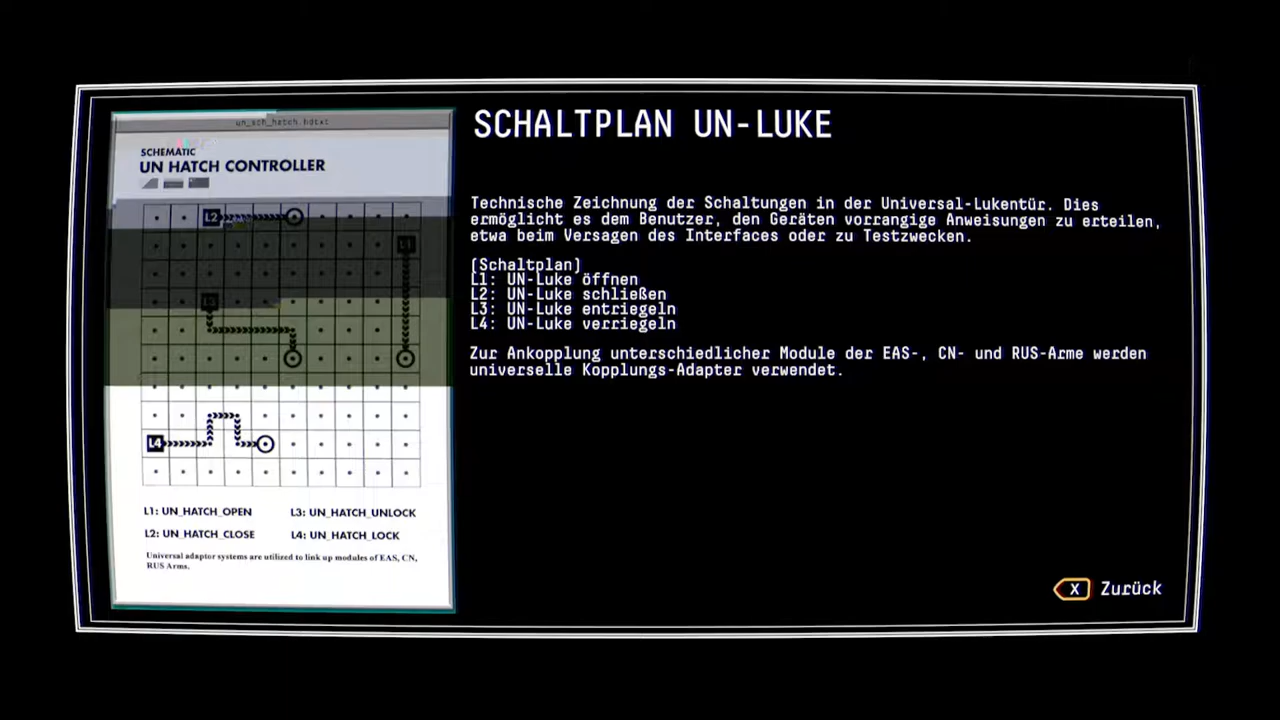 un_sch_hatch.hdtxt
SCHEMATIC
UN HATCH CONTROLLER
L2
L1
L3
L4
L1: UN_HATCH_OPEN
L3: UN_HATCH_UNLOCK
L2: UN_HATCH_CLOSE
L4: UN_HATCH_LOCK
Universal adaptor systems are utilized to link up modules of EAS, CN,
RUS Arms.
SCHALTPLAN UN-LUKE
Technische Zeichnung der Schaltungen in der Universal-Lukentür. Dies
ermöglicht es dem Benutzer, den Geräten vorrangige Anweisungen zu erteilen,
etwa beim Versagen des Interfaces oder zu Testzwecken.
[Schaltplan]
L1: UN-Luke öffnen
L2: UN-Luke schließen
L3: UN-Luke entriegeln
L4: UN-Luke verriegeln
Zur Ankopplung unterschiedlicher Module der EAS-, CN- und RUS-Arme werden
universelle Kopplungs-Adapter verwendet.
X Zurück